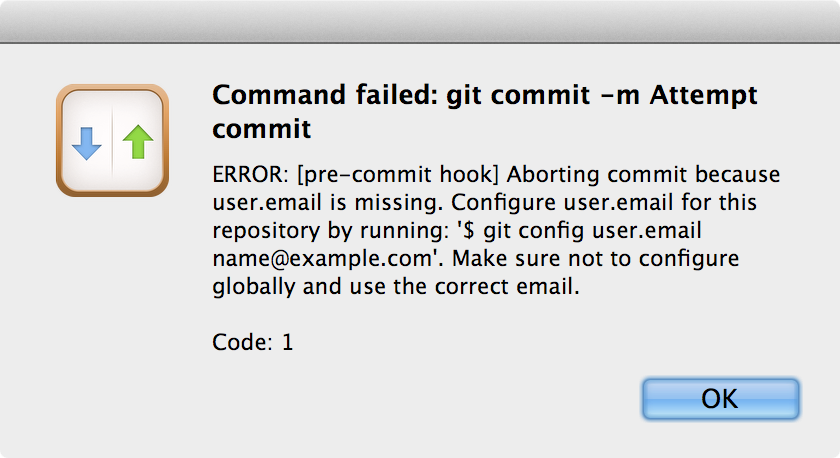 Command failed: git commit -m Attempt
commit
ERROR: [pre-commit hook] Aborting commit because
user.email is missing. Configure user.email for this
repository by running: '$ git config user.email
name@example.com'. Make sure not to configure
globally and use the correct email.
Code: 1
OK